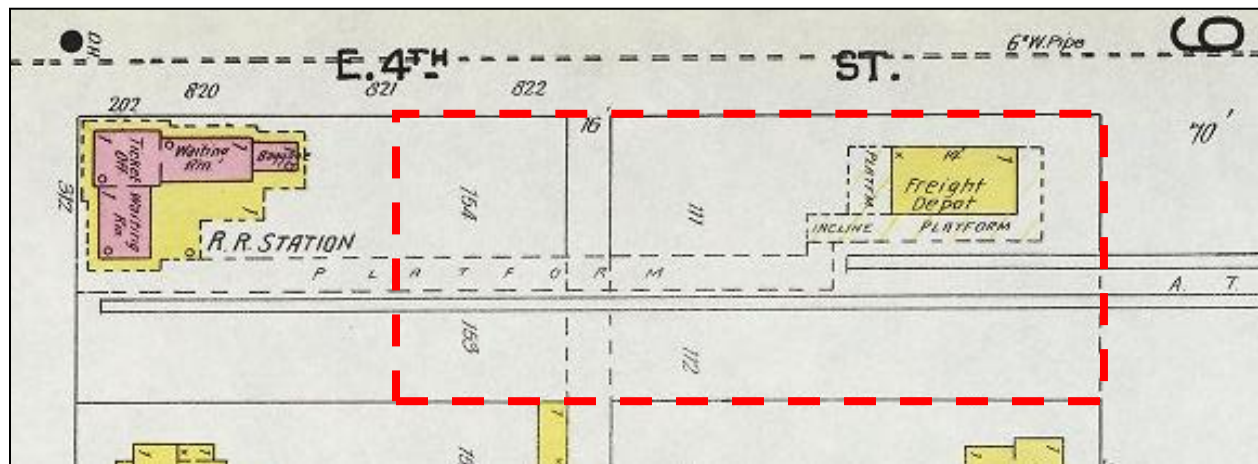 6" W. Pipe
6
D.H.
E. 4TH ST.
202
820
821
822
16'
70'
312
Ticket Off.
Waiting Rm
Waiting Rm
R. R. STATION
154
111
PLATFM
14'
Freight
Depot
INCLINE PLATFORM
PLATFORM
A. T.
153
112